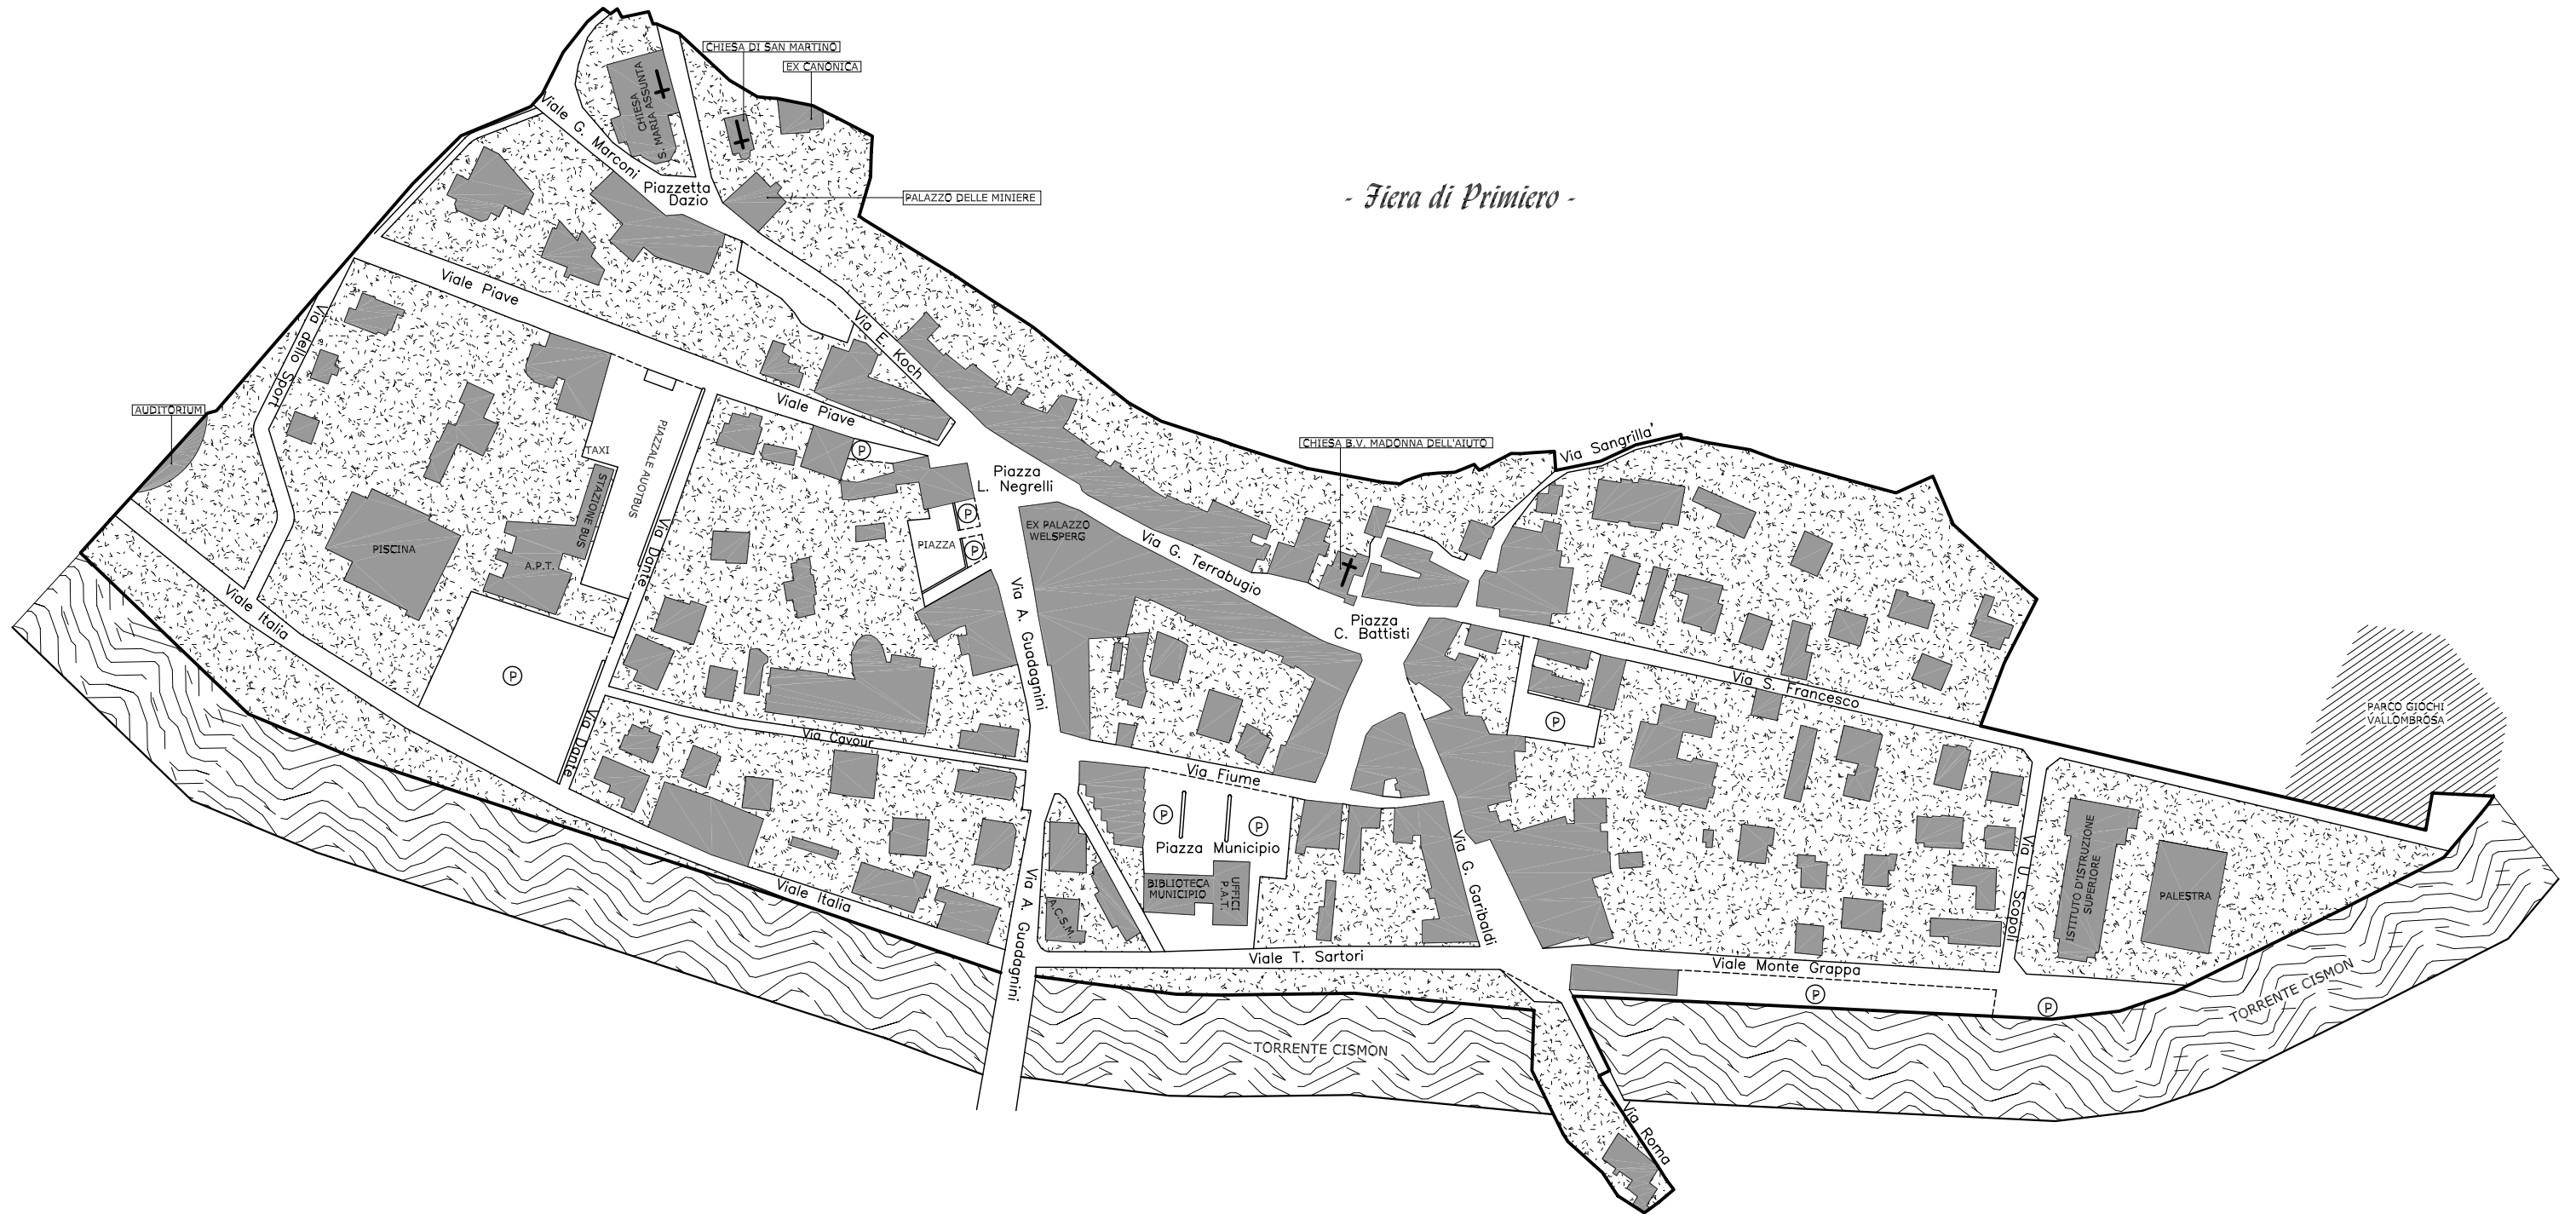 CHIESA DI SAN MARTINO
EX CANONICA
CHIESA
S. MARIA ASSUNTA
Viale G. Marconi
Piazzetta
Dazio
PALAZZO DELLE MINIERE
- Fiera di Primiero -
Viale Piave
Via dello Sport
Via E. Koch
Viale Piave
P
AUDITORIUM
TAXI
PIAZZALE AUOTBUS
STAZIONE BUS
PISCINA
A.P.T.
Via Dante
Piazza
L. Negrelli
P
P
PIAZZA
EX PALAZZO
WELSPERG
Via G. Terrabugio
CHIESA B.V. MADONNA DELL'AIUTO
Via Sangrilla'
Piazza
C. Battisti
Via A. Guadagnini
Viale Italia
P
Via Dante
Via Cavour
Via S. Francesco
P
PARCO GIOCHI
VALLOMBROSA
Via Fiume
P
P
Piazza Municipio
BIBLIOTECA
MUNICIPIO
UFFICI
P.A.T.
A.C.S.M.
Viale Italia
Via A. Guadagnini
Via G. Garibaldi
Via U. Scopoli
ISTITUTO D'ISTRUZIONE
SUPERIORE
PALESTRA
Viale T. Sartori
Viale Monte Grappa
P
P
TORRENTE CISMON
TORRENTE CISMON
Via Roma